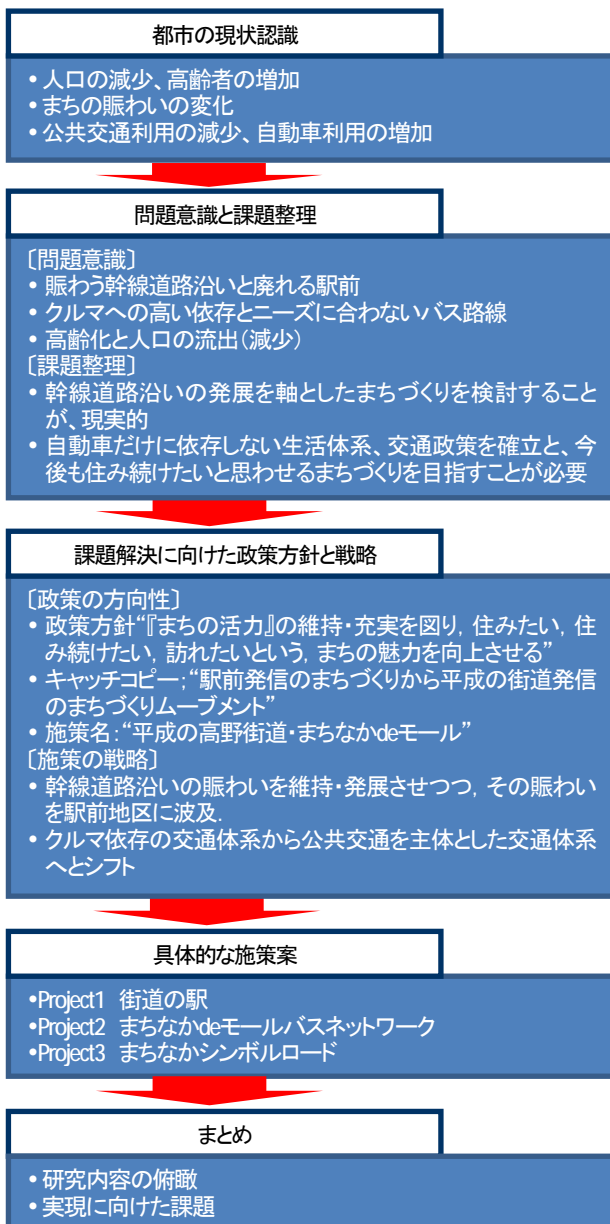 都市の現状認識
•人口の減少、高齢者の増加
•まちの賑わいの変化
•公共交通利用の減少、自動車利用の増加
問題意識と課題整理
〔問題意識〕
•賑わう幹線道路沿いと廃れる駅前
•クルマへの高い依存とニーズに合わないバス路線
•高齢化と人口の流出（減少）
〔課題整理〕
•幹線道路沿いの発展を軸としたまちづくりを検討すること
が、現実的
•自動車だけに依存しない生活体系、交通政策を確立と、今
後も住み続けたいと思わせるまちづくりを目指すことが必要
課題解決に向けた政策方針と戦略
〔政策の方向性〕
•政策方針“『まちの活力』の維持・充実を図り，住みたい，住
み続けたい，訪れたいという，まちの魅力を向上させる”
•キャッチコピー；“駅前発信のまちづくりから平成の街道発信
のまちづくりムーブメント”
•施策名：“平成の高野街道・まちなかdeモール”
〔施策の戦略〕
•幹線道路沿いの賑わいを維持・発展させつつ，その賑わい
を駅前地区に波及．
•クルマ依存の交通体系から公共交通を主体とした交通体系
へとシフト
具体的な施策案
•Project1 街道の駅
•Project2 まちなかdeモールバスネットワーク
•Project3 まちなかシンボルロード
まとめ
•研究内容の俯瞰
•実現に向けた課題